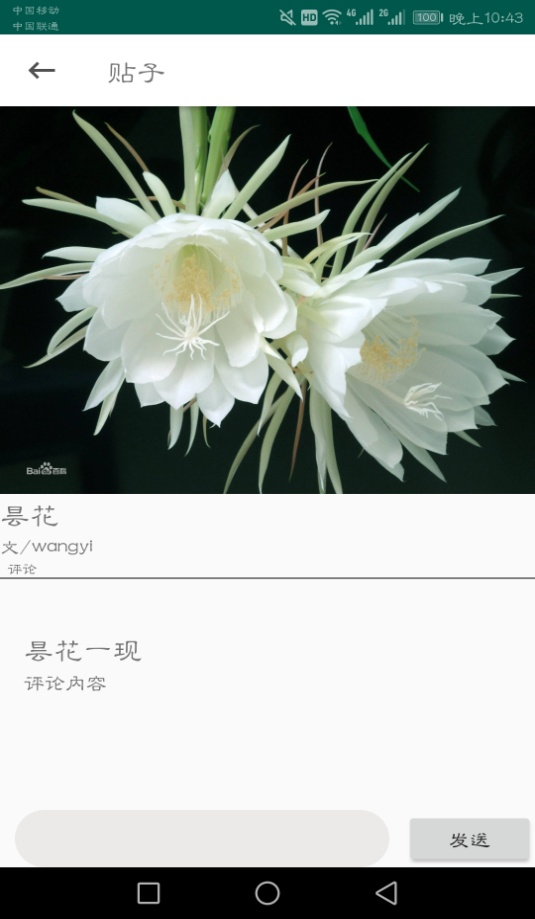 中国移动
中国联通
HD 4G 2G 100 晚上10:43
贴子
Bai百科
昙花
文/wangyi
评论
昙花一现
评论内容
发送